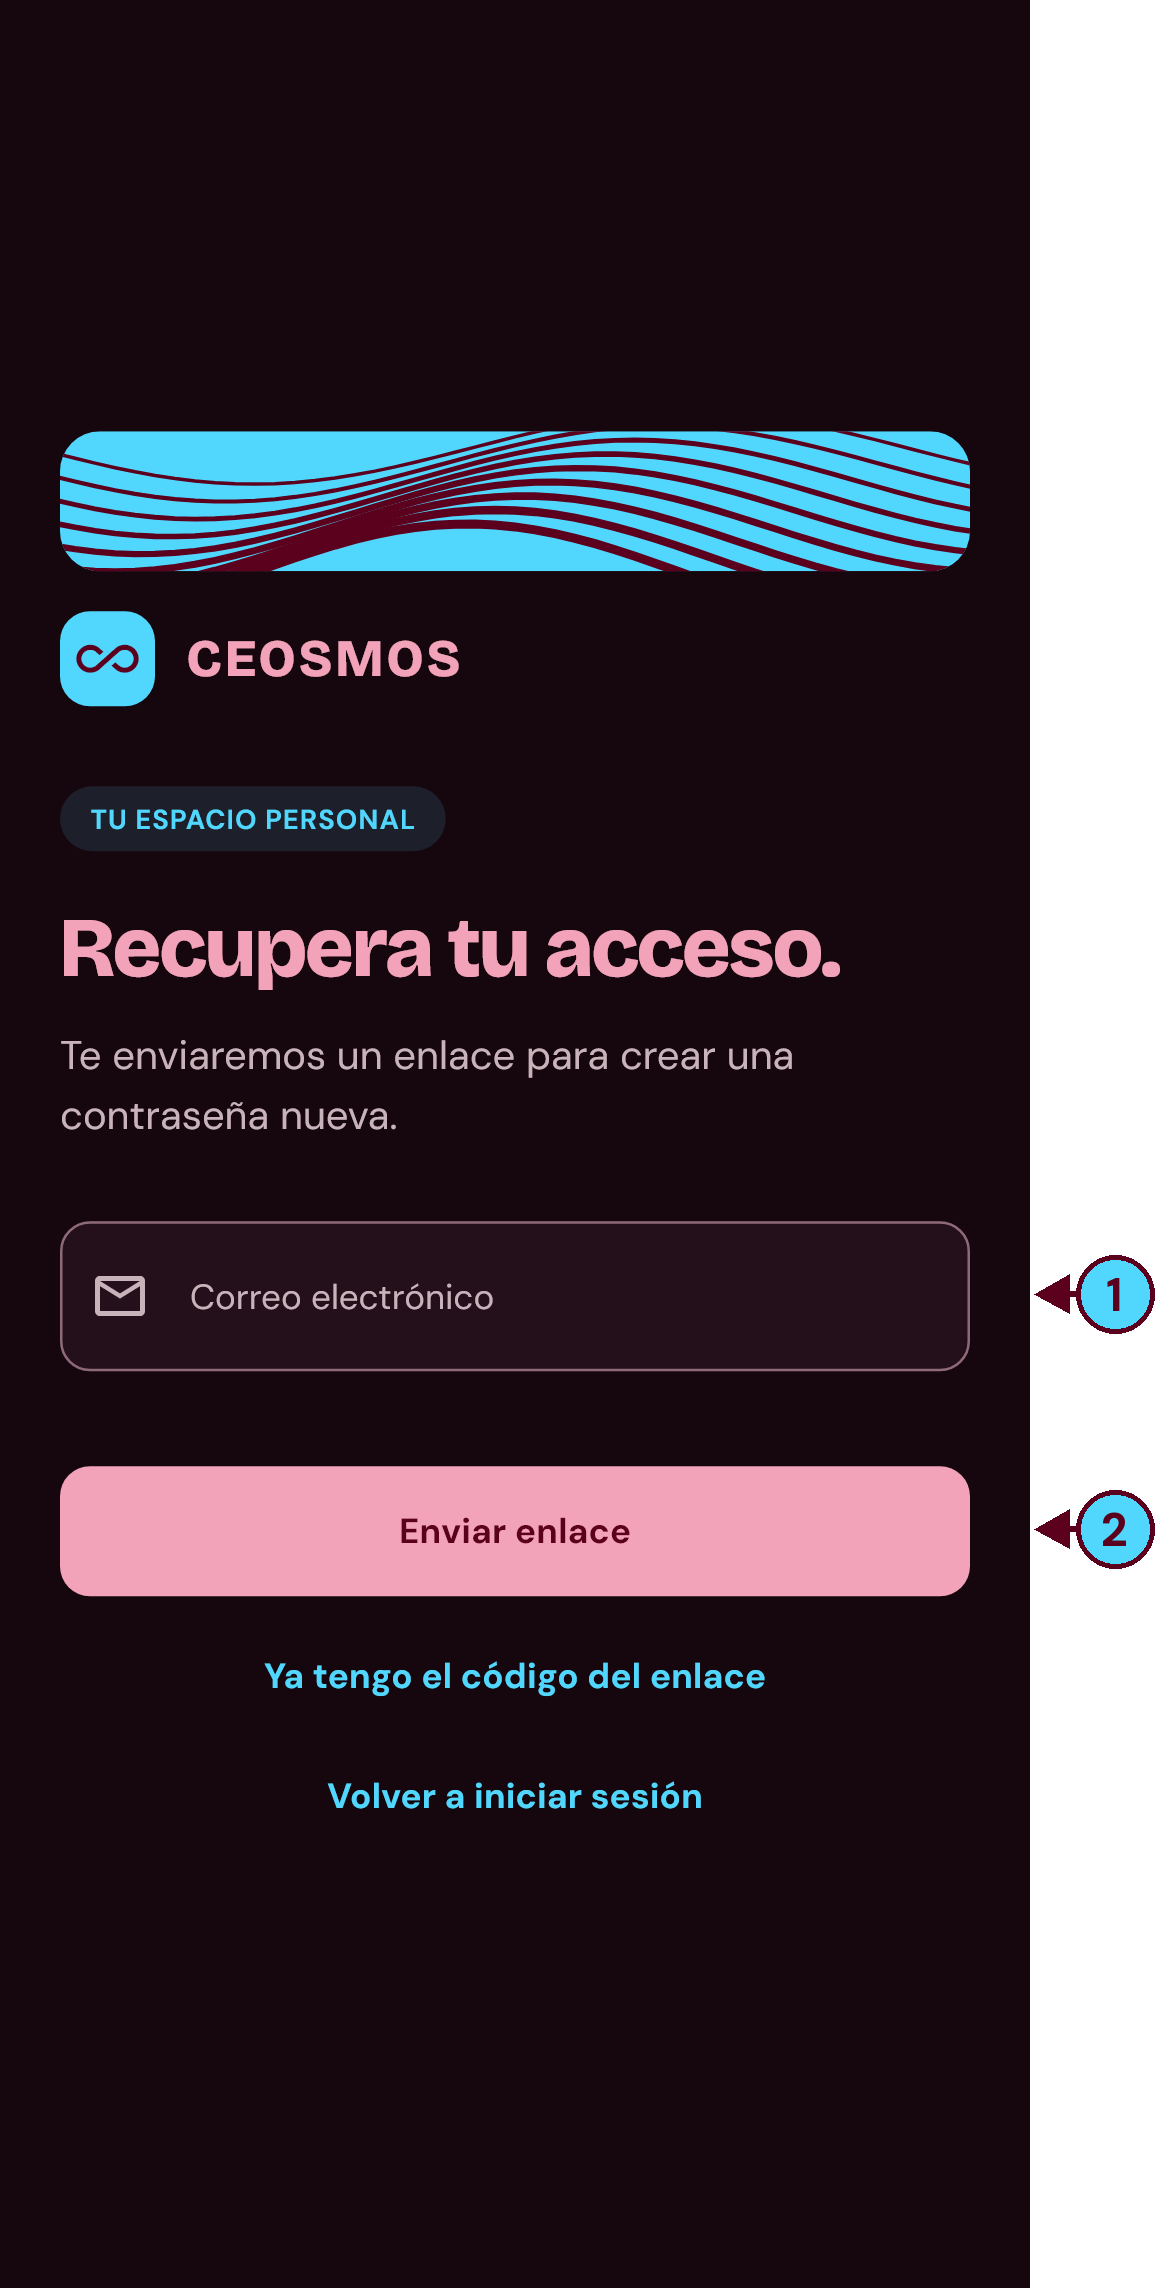 CEOSMOS
TU ESPACIO PERSONAL
Recupera tu acceso.
Te enviaremos un enlace para crear una
contraseña nueva.
Correo electrónico
1
Enviar enlace
2
Ya tengo el código del enlace
Volver a iniciar sesión